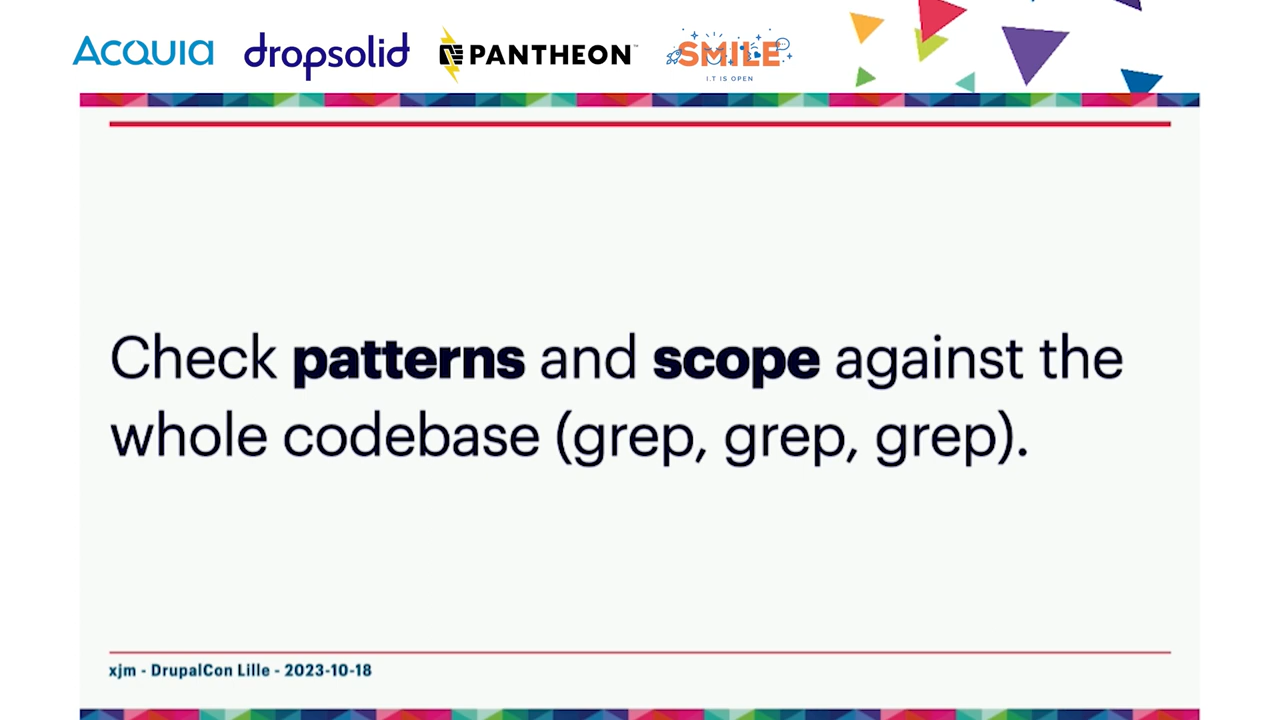 ACQUIA dropsolid PANTHEON SMILE
I.T IS OPEN
Check patterns and scope against the
whole codebase (grep, grep, grep).
xjm - DrupalCon Lille - 2023-10-18